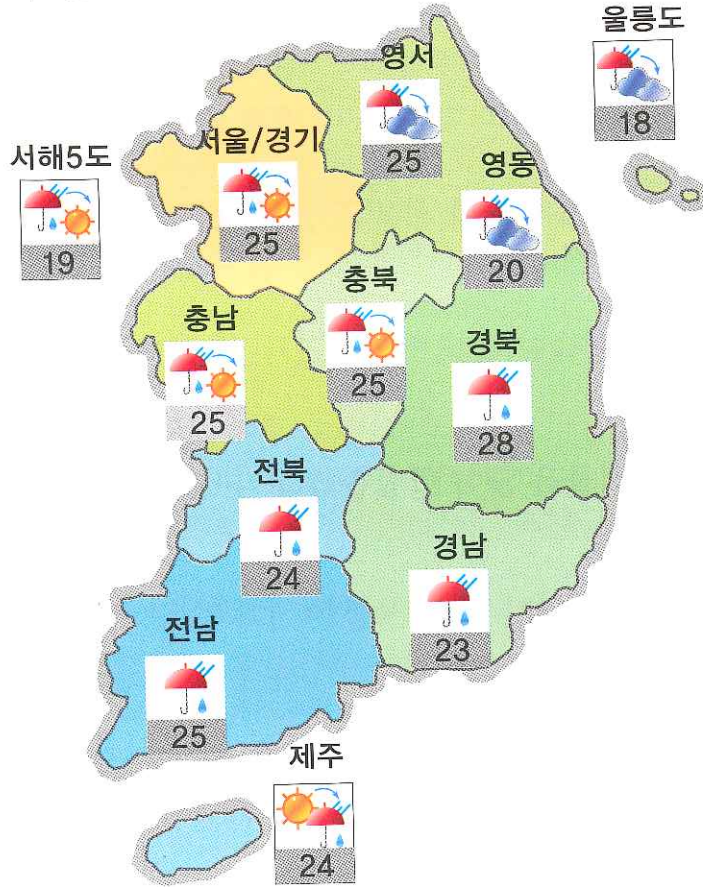 울릉도
18
영서
25
서울/경기
25
서해5도
19
영동
20
충북
25
충남
25
경북
28
전북
24
경남
23
전남
25
제주
24